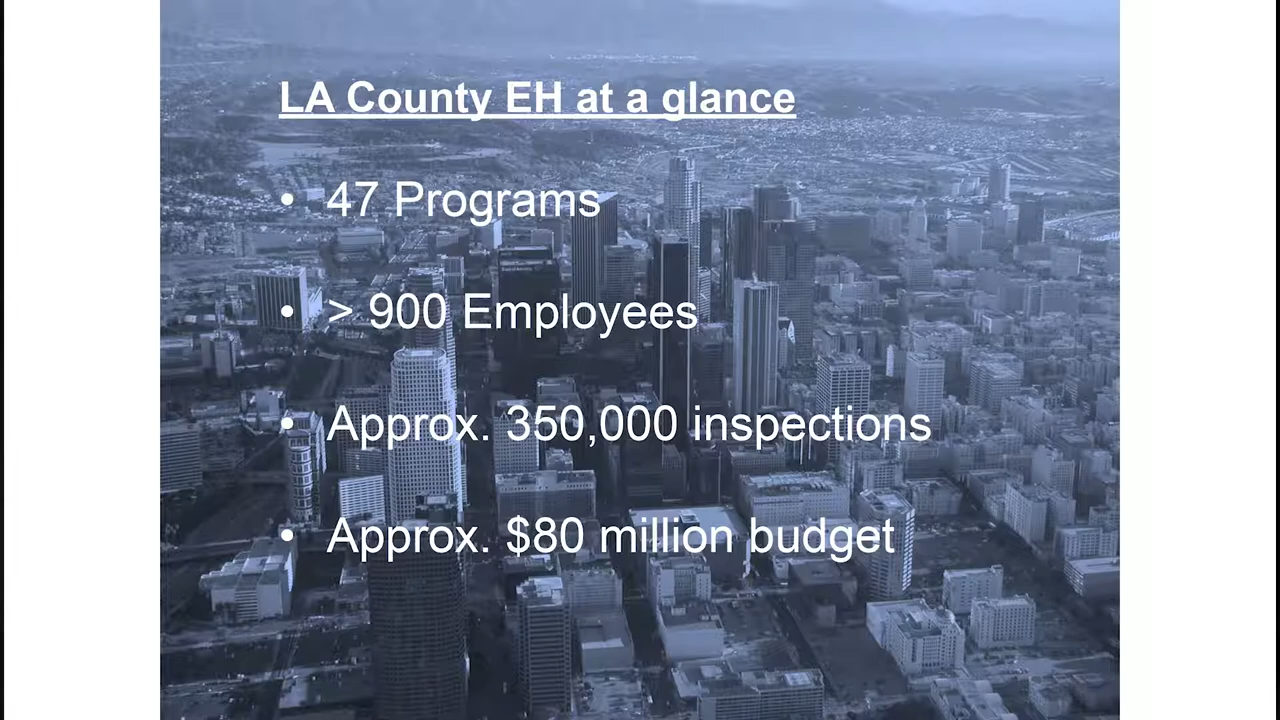 LA County EH at a glance
• 47 Programs
• > 900 Employees
• Approx. 350,000 inspections
• Approx. $80 million budget